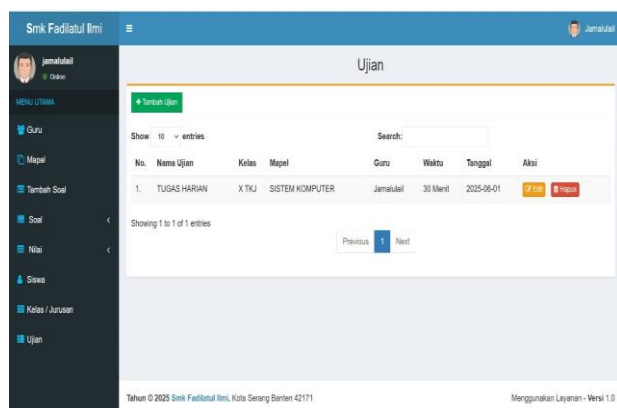 Smk Fadilatul Ilmi
Jamalulail
jamalulail
Online
MENU UTAMA
Guru
Mapel
Tambah Soal
Soal
Nilai
Siswa
Kelas / Jurusan
Ujian
Ujian
+ Tambah Ujian
Show 10 entries Search:
No. Nama Ujian Kelas Mapel Guru Waktu Tanggal Aksi
1. TUGAS HARIAN X TKJ SISTEM KOMPUTER Jamalulail 30 Menit 2025-06-01 Edit Hapus
Showing 1 to 1 of 1 entries
Previous 1 Next
Tahun © 2025 Smk Fadilatul Ilmi. Kota Serang Banten 42171 Menggunakan Layanan - Versi 1.0